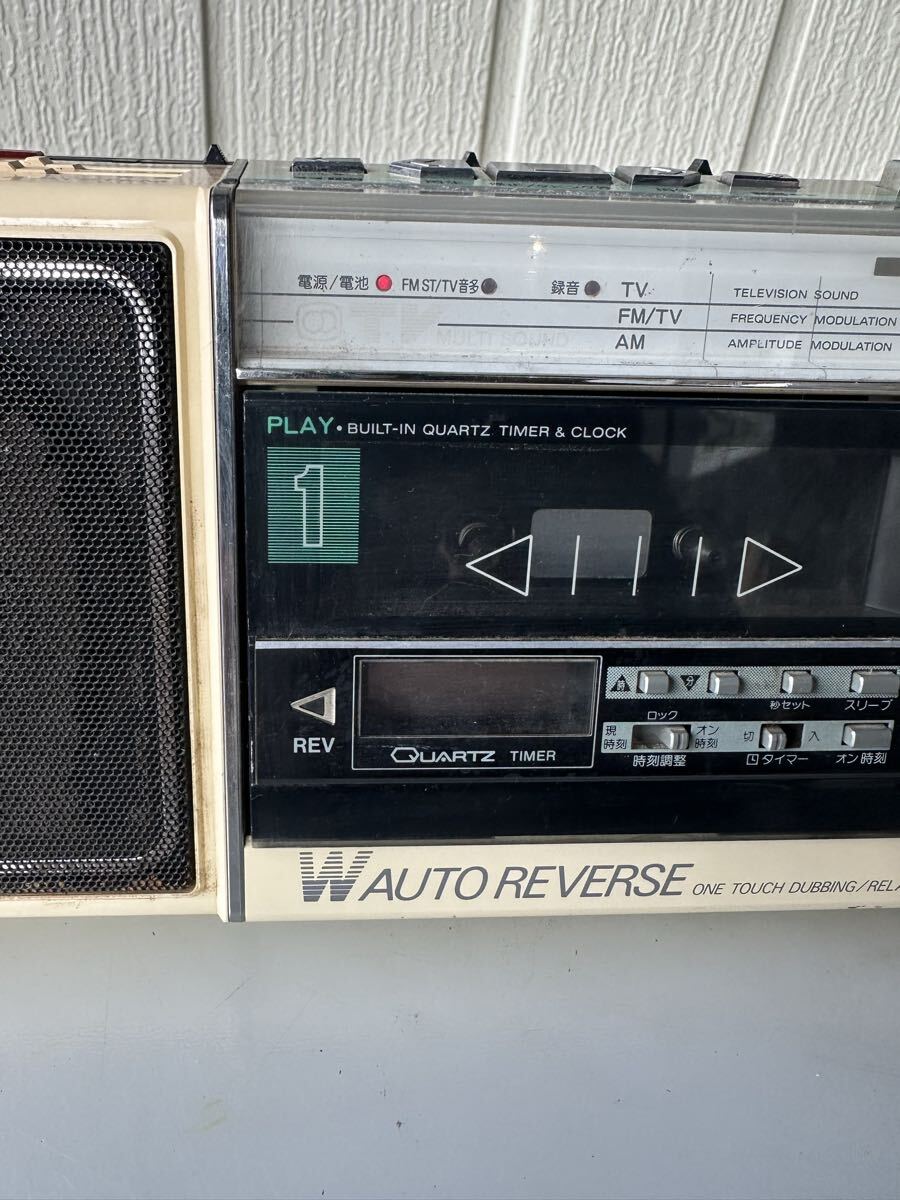 電源/電池 FM ST/TV音多 録音 TV TELEVISION SOUND
FM/TV FREQUENCY MODULATION
MULTI SOUND AM AMPLITUDE MODULATION
PLAY • BUILT-IN QUARTZ TIMER & CLOCK
1
時 分
秒セット スリープ
REV
ロック
現 オン
時刻 時刻 切 入
時刻調整 タイマー オン時刻
QUARTZ TIMER
W AUTO REVERSE ONE TOUCH DUBBING/RELA